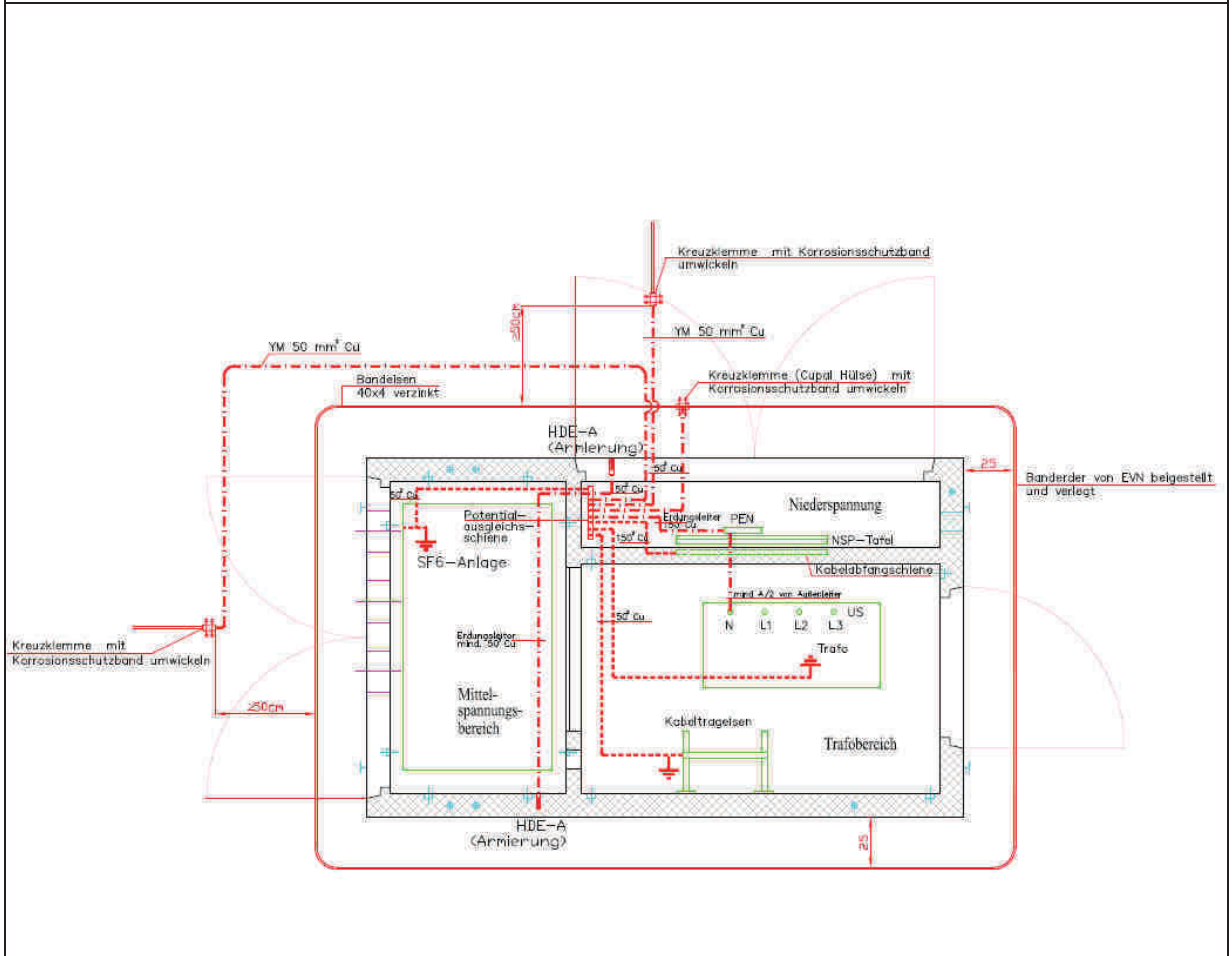 Kreuzklemme mit Korrosionsschutzband
umwickeln
≥50cm
YM 50 mm² Cu
YM 50 mm² Cu
Bandeisen
40x4 verzinkt
Kreuzklemme (Cupal Hülse) mit
Korrosionsschutzband umwickeln
HDE-A
(Armierung)
25
Banderder von EVN beigestellt
und verlegt
50² Cu
50² Cu
50² Cu
Potential-
ausgleichs-
schiene
Erdungsleiter
150² Cu
PEN
Niederspannung
NSP-Tafel
150² Cu
Kabelabfangschiene
SF6-Anlage
mind A/2 von Außenleiter
N L1 L2 L3 US
50² Cu
Trafo
Erdungsleiter
mind. 50² Cu
Kreuzklemme mit
Korrosionsschutzband umwickeln
≥50cm
Mittel-
spannungs-
bereich
Kabeltrageisen
Trafobereich
HDE-A
(Armierung)
25